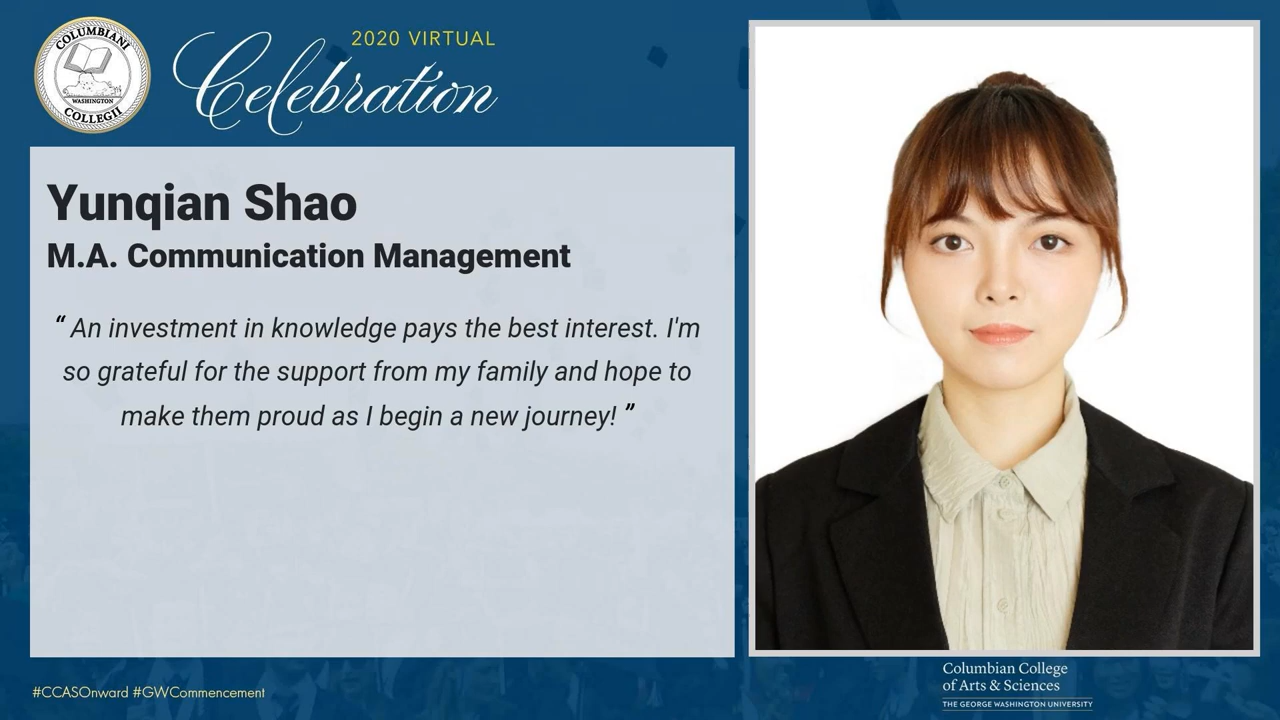 COLUMBIANI
WASHINGTON
COLLEGII
2020 VIRTUAL
Celebration
Yunqian Shao
M.A. Communication Management
“ An investment in knowledge pays the best interest. I'm
so grateful for the support from my family and hope to
make them proud as I begin a new journey! ”
#CCASOnward #GWCommencement
Columbian College
of Arts & Sciences
THE GEORGE WASHINGTON UNIVERSITY